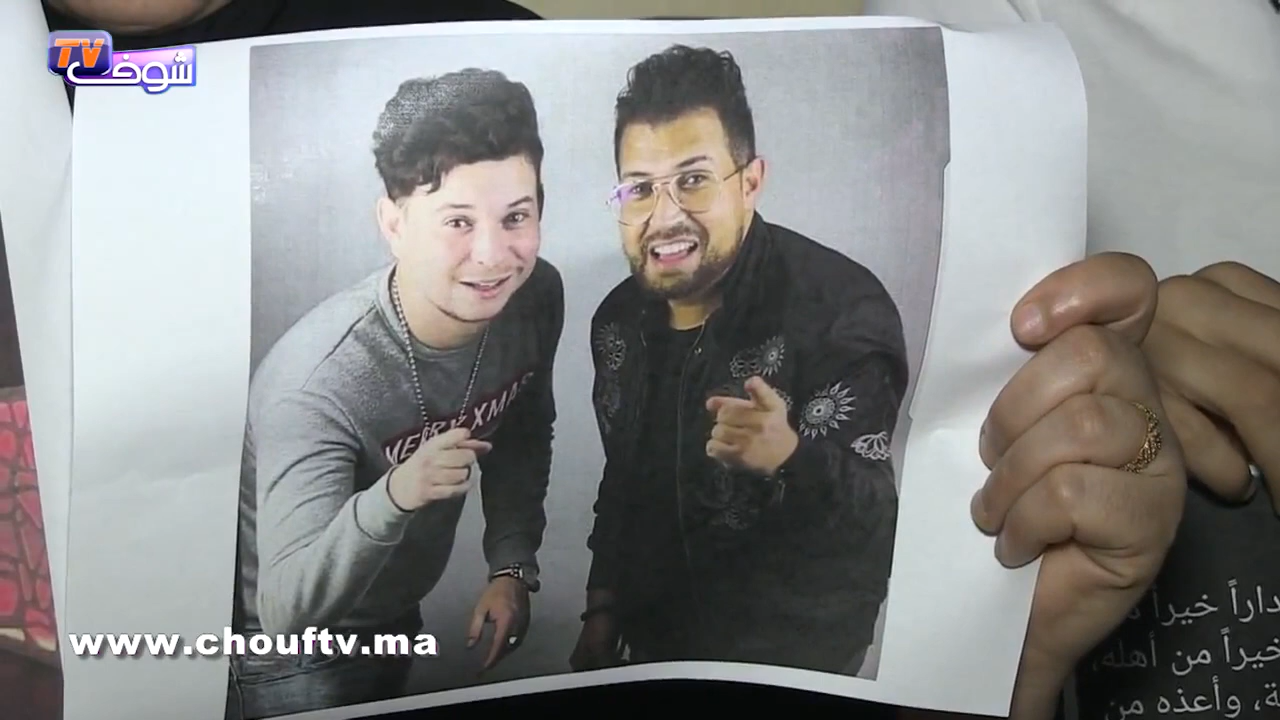 TV شوف
MERRY XMAS
www.chouftv.ma
داراً خيراً
خيراً من أهله،
وأعذه من